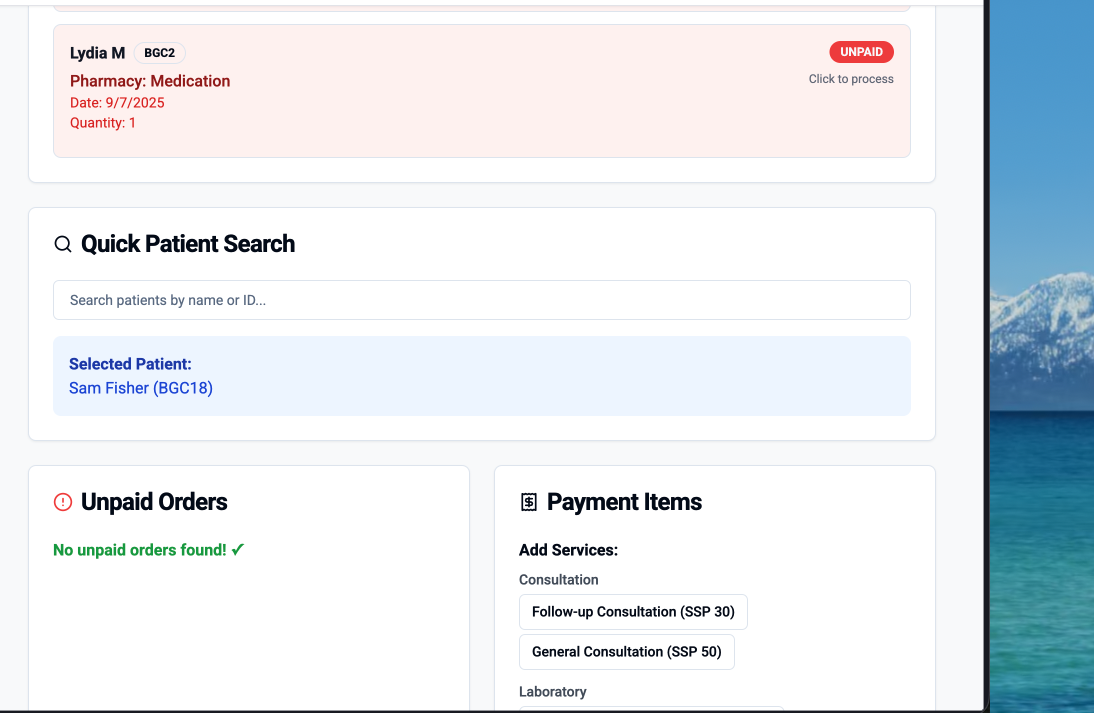 Lydia M BGC2 UNPAID
Pharmacy: Medication Click to process
Date: 9/7/2025
Quantity: 1
Quick Patient Search
Search patients by name or ID...
Selected Patient:
Sam Fisher (BGC18)
Unpaid Orders
No unpaid orders found! ✓
Payment Items
Add Services:
Consultation
Follow-up Consultation (SSP 30)
General Consultation (SSP 50)
Laboratory